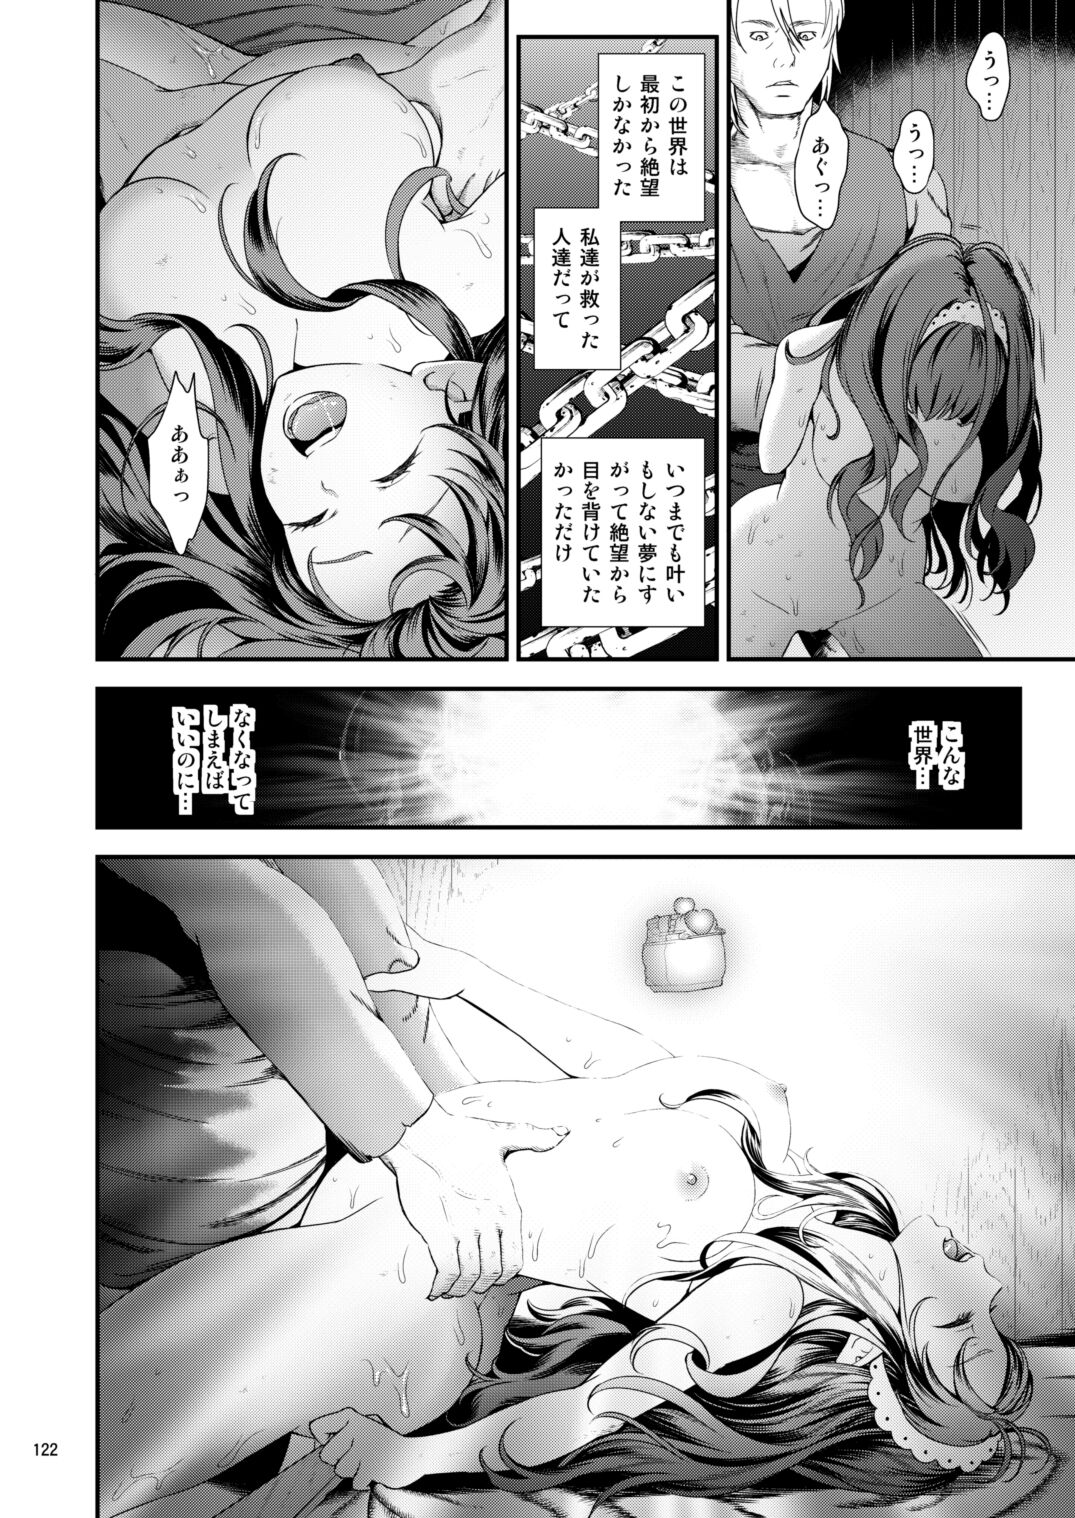 うっ…
うっ…
あぐっ…
この世界は
最初から絶望
しかなかった
私達が救った
人達だって
いつまでも叶い
もしない夢にす
がって絶望から
目を背けていた
かっただけ
ああぁっ
こんな
世界…
なくなって
しまえば
いいのに…
122